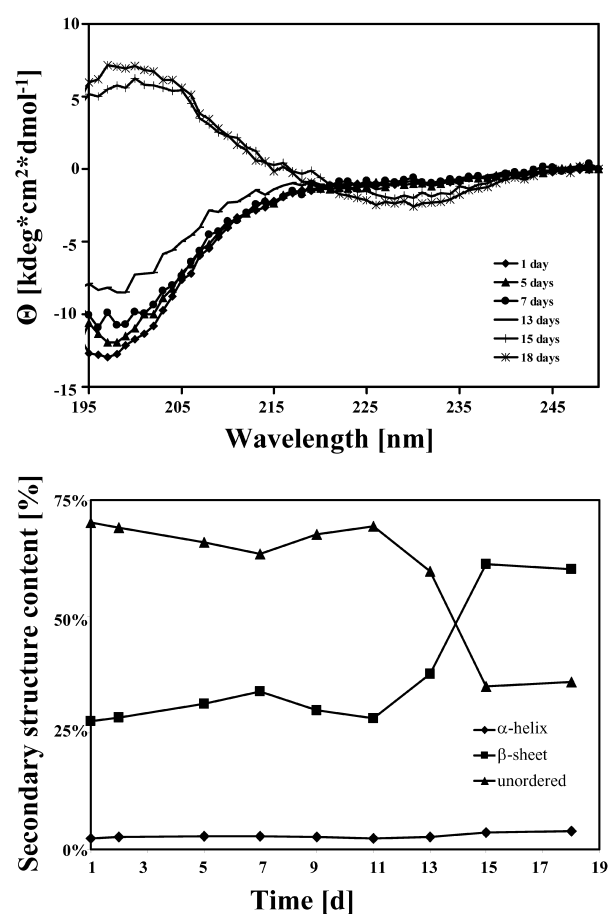 10
5
0
-5
-10
-15
195
205
215
225
235
245
Θ [kdeg*cm²*dmol⁻¹]
Wavelength [nm]
1 day
5 days
7 days
13 days
15 days
18 days
75%
50%
25%
0%
1
3
5
7
9
11
13
15
17
19
Secondary structure content [%]
Time [d]
α-helix
β-sheet
unordered